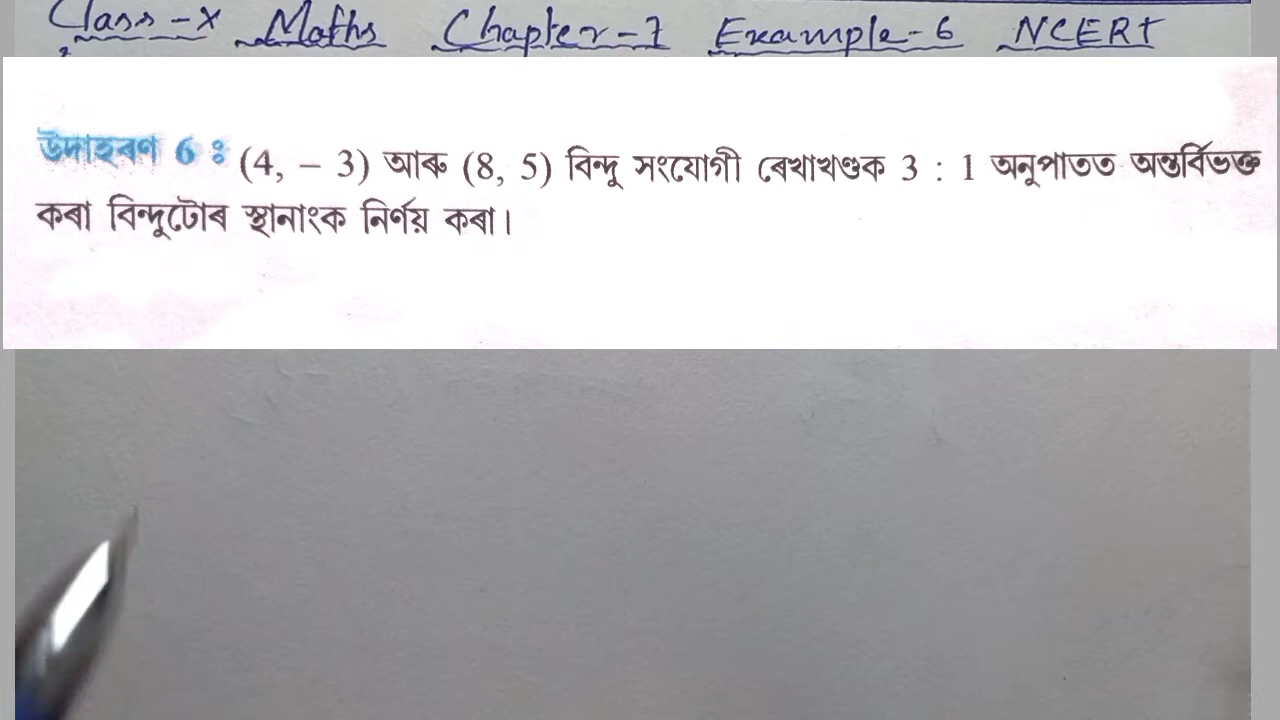 Class-X Maths Chapter-7 Example-6 NCERT
উদাহৰণ 6 : (4, – 3) আৰু (8, 5) বিন্দু সংযোগী ৰেখাখণ্ডক 3 : 1 অনুপাতত অন্তৰ্বিভক্ত
কৰা বিন্দুটোৰ স্থানাংক নিৰ্ণয় কৰা।